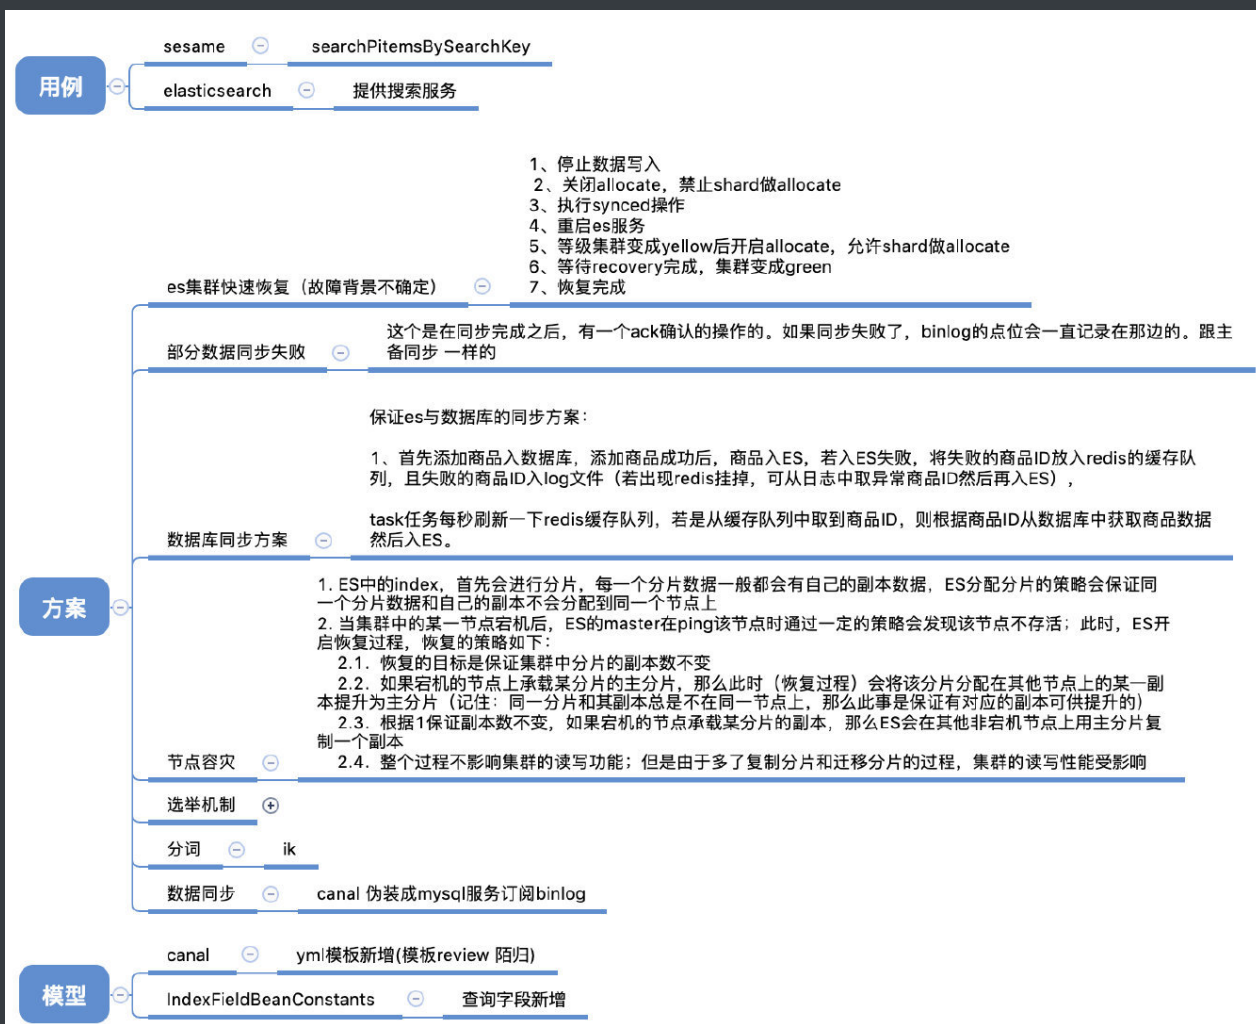 用例
sesame
searchPitemsBySearchKey
elasticsearch
提供搜索服务
方案
es集群快速恢复（故障背景不确定）
1、停止数据写入
2、关闭allocate，禁止shard做allocate
3、执行synced操作
4、重启es服务
5、等级集群变成yellow后开启allocate，允许shard做allocate
6、等待recovery完成，集群变成green
7、恢复完成
部分数据同步失败
这个是在同步完成之后，有一个ack确认的操作的。如果同步失败了，binlog的点位会一直记录在那边的。跟主
备同步 一样的
数据库同步方案
保证es与数据库的同步方案：
1、首先添加商品入数据库，添加商品成功后，商品入ES，若入ES失败，将失败的商品ID放入redis的缓存队
列，且失败的商品ID入log文件（若出现redis挂掉，可从日志中取异常商品ID然后再入ES），
task任务每秒刷新一下redis缓存队列，若是从缓存队列中取到商品ID，则根据商品ID从数据库中获取商品数据
然后入ES。
节点容灾
1. ES中的index，首先会进行分片，每一个分片数据一般都会有自己的副本数据，ES分配分片的策略会保证同
一个分片数据和自己的副本不会分配到同一个节点上
2. 当集群中的某一节点宕机后，ES的master在ping该节点时通过一定的策略会发现该节点不存活；此时，ES开
启恢复过程，恢复的策略如下：
2.1．恢复的目标是保证集群中分片的副本数不变
2.2．如果宕机的节点上承载某分片的主分片，那么此时（恢复过程）会将该分片分配在其他节点上的某一副
本提升为主分片（记住：同一分片和其副本总是不在同一节点上，那么此事是保证有对应的副本可供提升的）
2.3．根据1保证副本数不变，如果宕机的节点承载某分片的副本，那么ES会在其他非宕机节点上用主分片复
制一个副本
2.4．整个过程不影响集群的读写功能；但是由于多了复制分片和迁移分片的过程，集群的读写性能受影响
选举机制
分词
ik
数据同步
canal 伪装成mysql服务订阅binlog
模型
canal
yml模板新增(模板review 陌归)
IndexFieldBeanConstants
查询字段新增